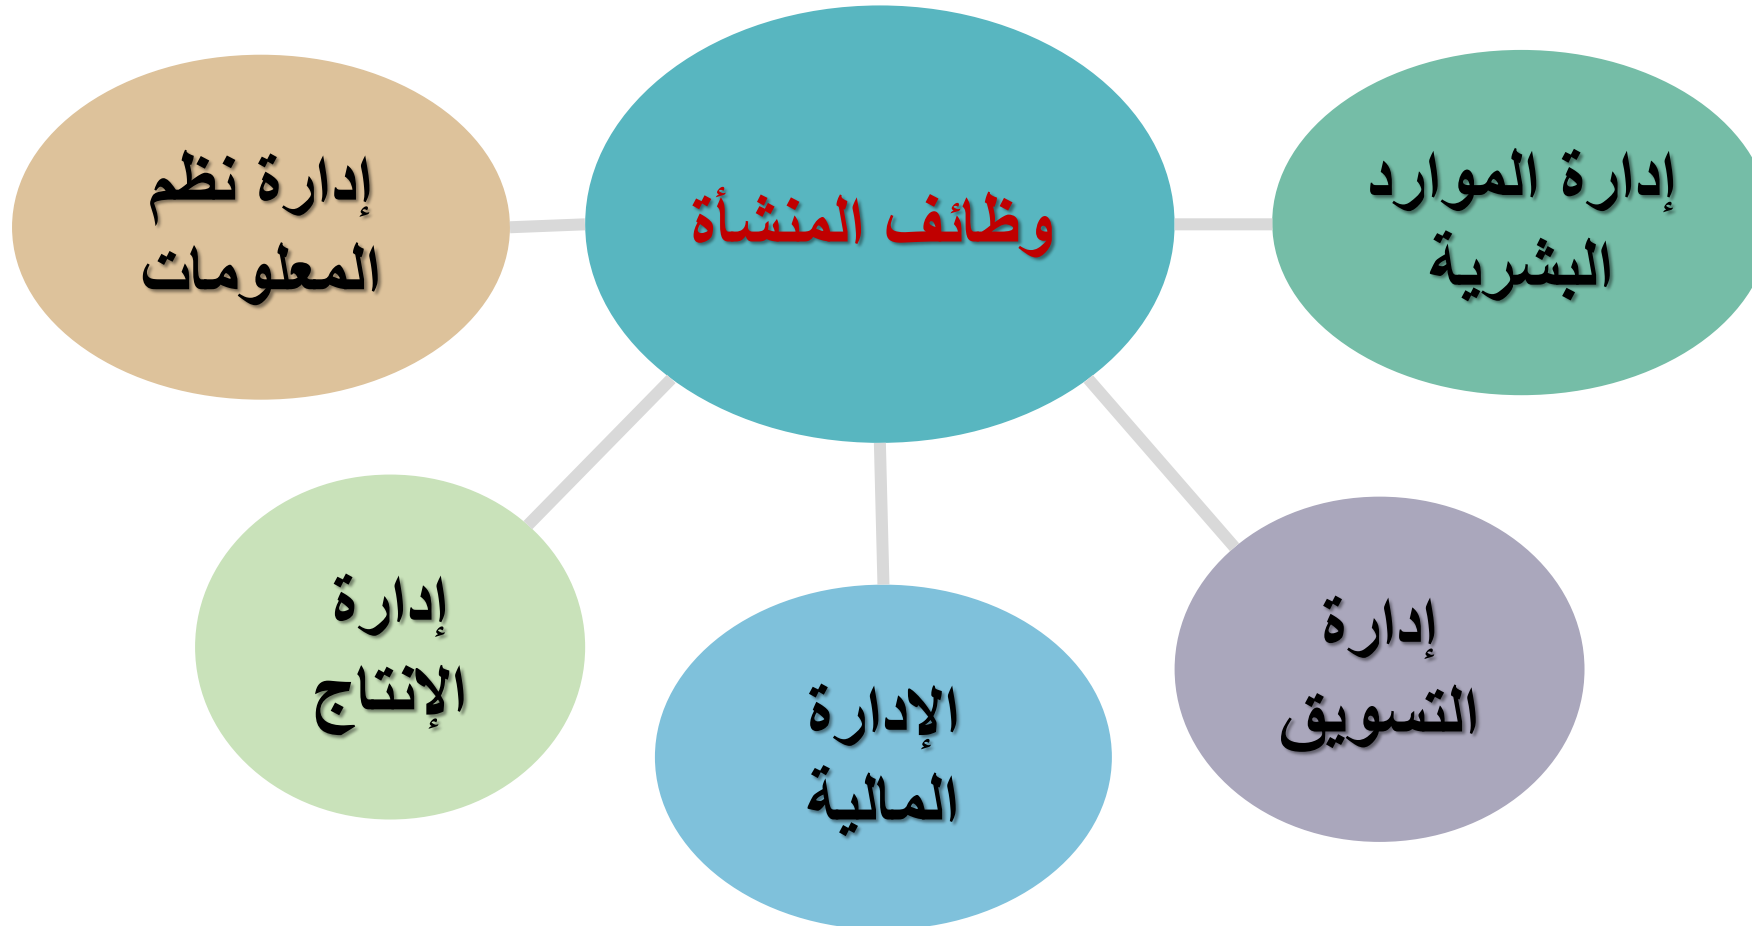 وظائف المنشأة
إدارة الموارد
البشرية
إدارة
التسويق
الإدارة
المالية
إدارة
الإنتاج
إدارة نظم
المعلومات